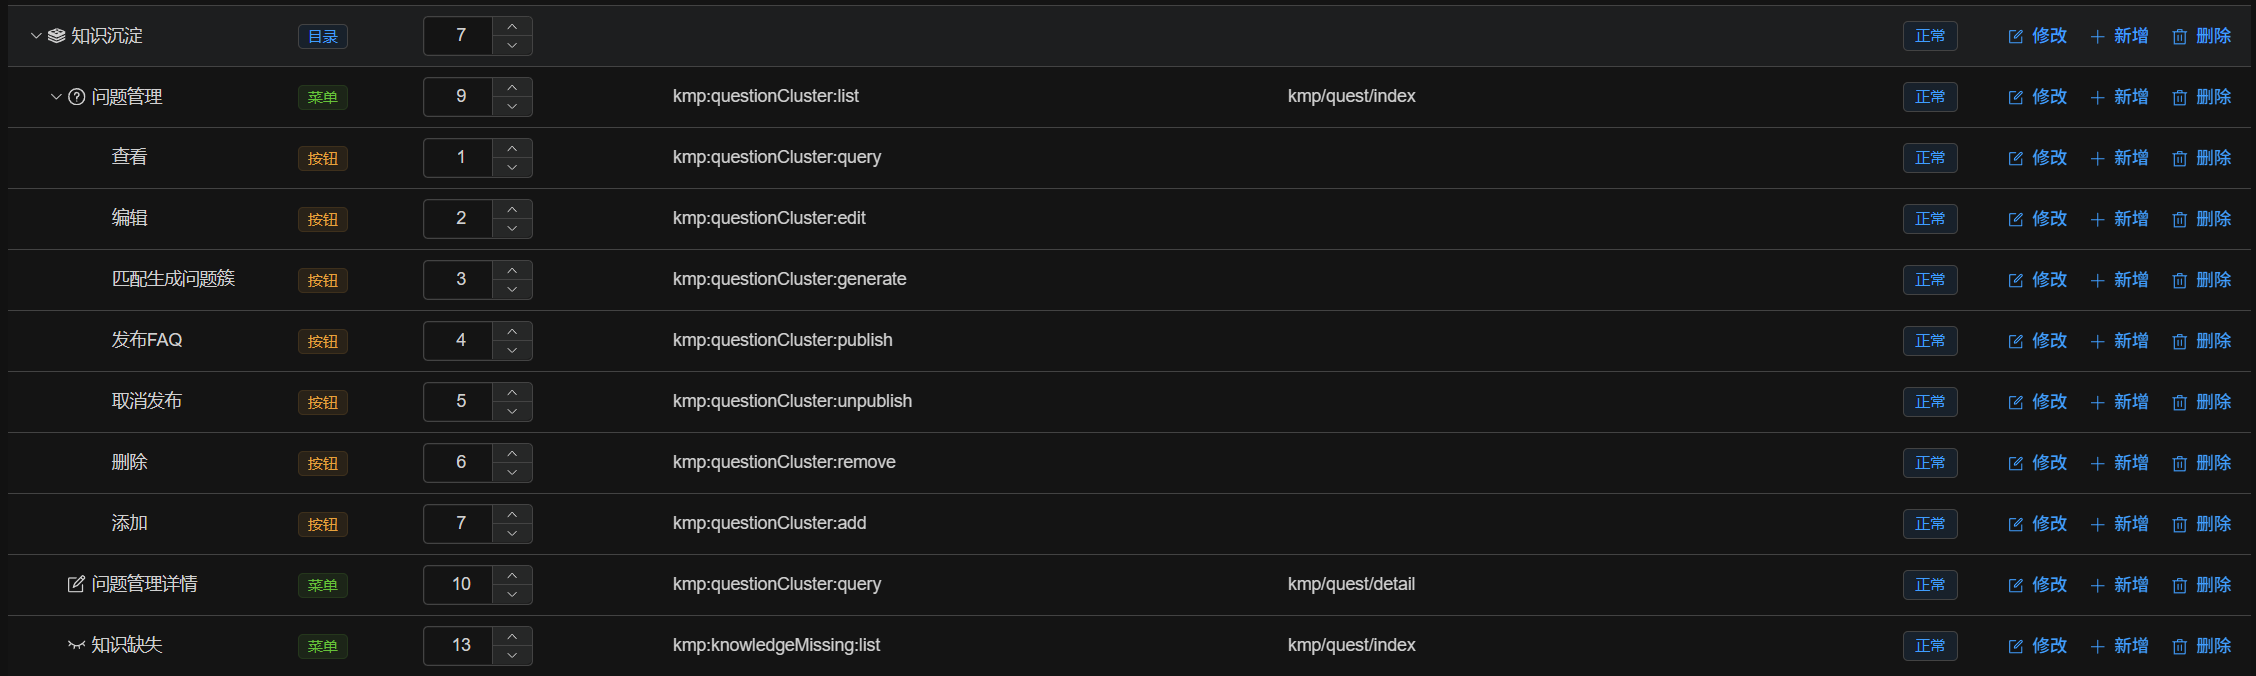 知识沉淀 目录 7 正常 修改 新增 删除
问题管理 菜单 9 kmp:questionCluster:list kmp/quest/index 正常 修改 新增 删除
查看 按钮 1 kmp:questionCluster:query 正常 修改 新增 删除
编辑 按钮 2 kmp:questionCluster:edit 正常 修改 新增 删除
匹配生成问题簇 按钮 3 kmp:questionCluster:generate 正常 修改 新增 删除
发布FAQ 按钮 4 kmp:questionCluster:publish 正常 修改 新增 删除
取消发布 按钮 5 kmp:questionCluster:unpublish 正常 修改 新增 删除
删除 按钮 6 kmp:questionCluster:remove 正常 修改 新增 删除
添加 按钮 7 kmp:questionCluster:add 正常 修改 新增 删除
问题管理详情 菜单 10 kmp:questionCluster:query kmp/quest/detail 正常 修改 新增 删除
知识缺失 菜单 13 kmp:knowledgeMissing:list kmp/quest/index 正常 修改 新增 删除